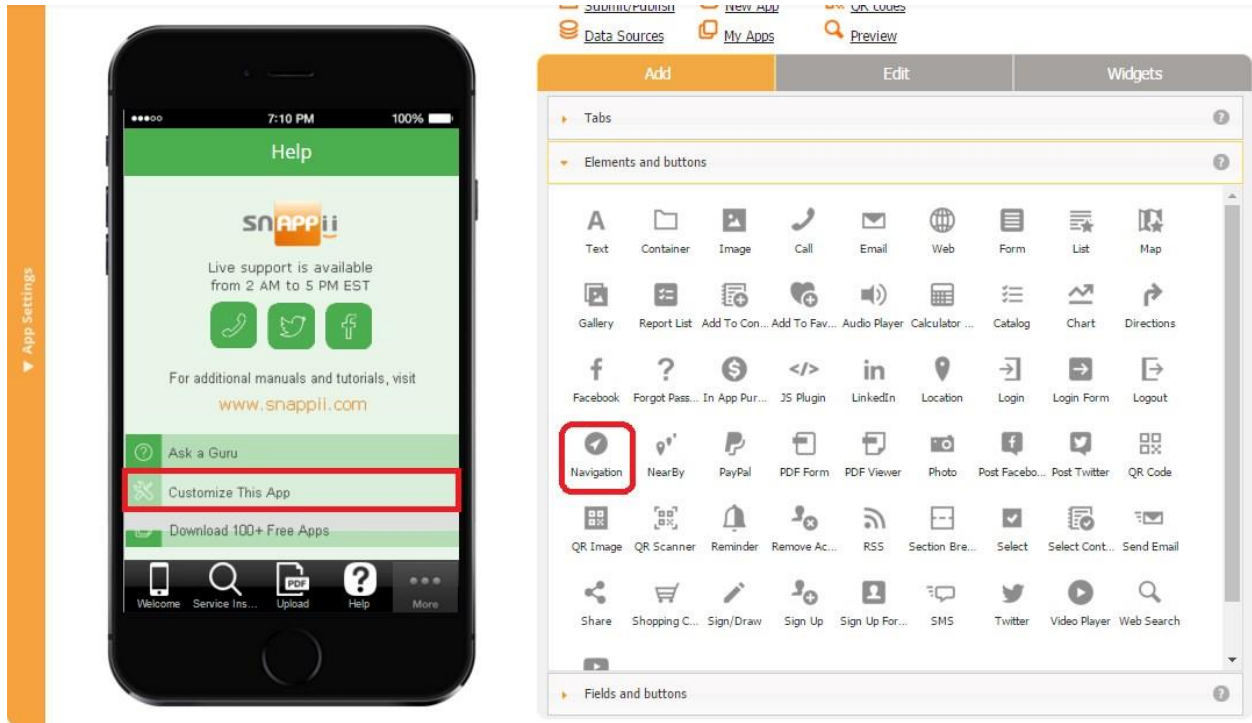 Submit/Publish New App QR codes
Data Sources My Apps Preview
Add Edit Widgets
Tabs ?
Elements and buttons ?
Text Container Image Call Email Web Form List Map
Gallery Report List Add To Con... Add To Fav... Audio Player Calculator ... Catalog Chart Directions
Facebook Forgot Pass... In App Pur... JS Plugin LinkedIn Location Login Login Form Logout
Navigation NearBy PayPal PDF Form PDF Viewer Photo Post Facebo... Post Twitter QR Code
QR Image QR Scanner Reminder Remove Ac... RSS Section Bre... Select Select Cont... Send Email
Share Shopping C... Sign/Draw Sign Up Sign Up For... SMS Twitter Video Player Web Search
Fields and buttons ?
App Settings
7:10 PM 100%
Help
snAPPii
Live support is available
from 2 AM to 5 PM EST
For additional manuals and tutorials, visit
www.snappii.com
Ask a Guru
Customize This App
Download 100+ Free Apps
PDF
Welcome Service Ins... Upload Help More